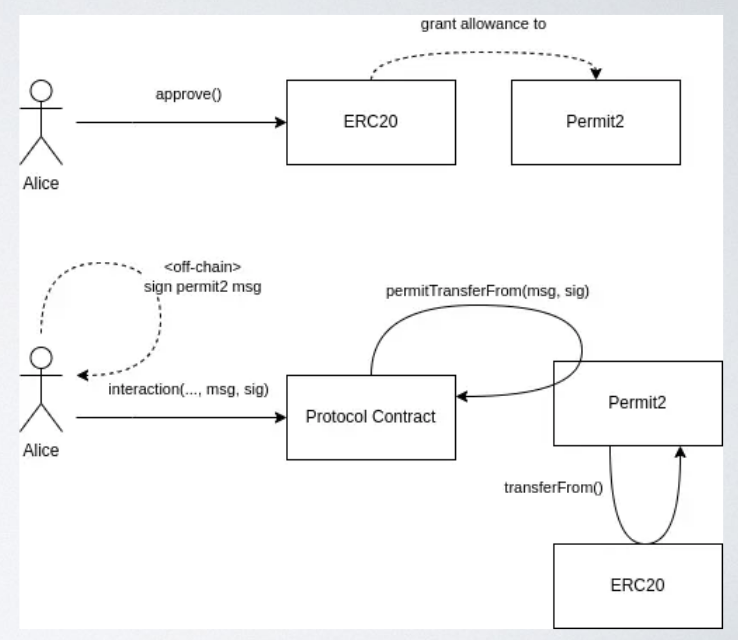 grant allowance to
approve()
ERC20
Permit2
Alice
<off-chain>
sign permit2 msg
permitTransferFrom(msg, sig)
interaction(..., msg, sig)
Protocol Contract
Permit2
Alice
transferFrom()
ERC20